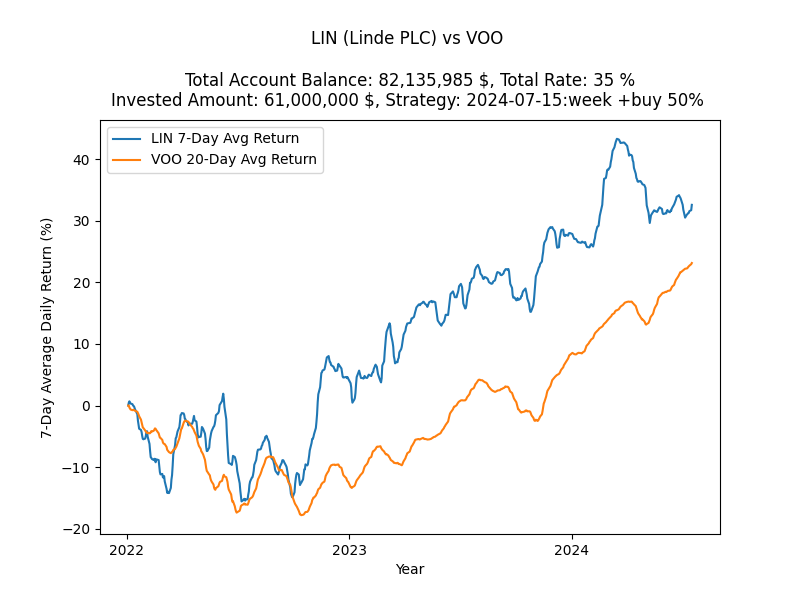 LIN (Linde PLC) vs VOO
Total Account Balance: 82,135,985 $, Total Rate: 35 %
Invested Amount: 61,000,000 $, Strategy: 2024-07-15:week +buy 50%
LIN 7-Day Avg Return
VOO 20-Day Avg Return
7-Day Average Daily Return (%)
40
30
20
10
0
−10
−20
2022
2023
2024
Year